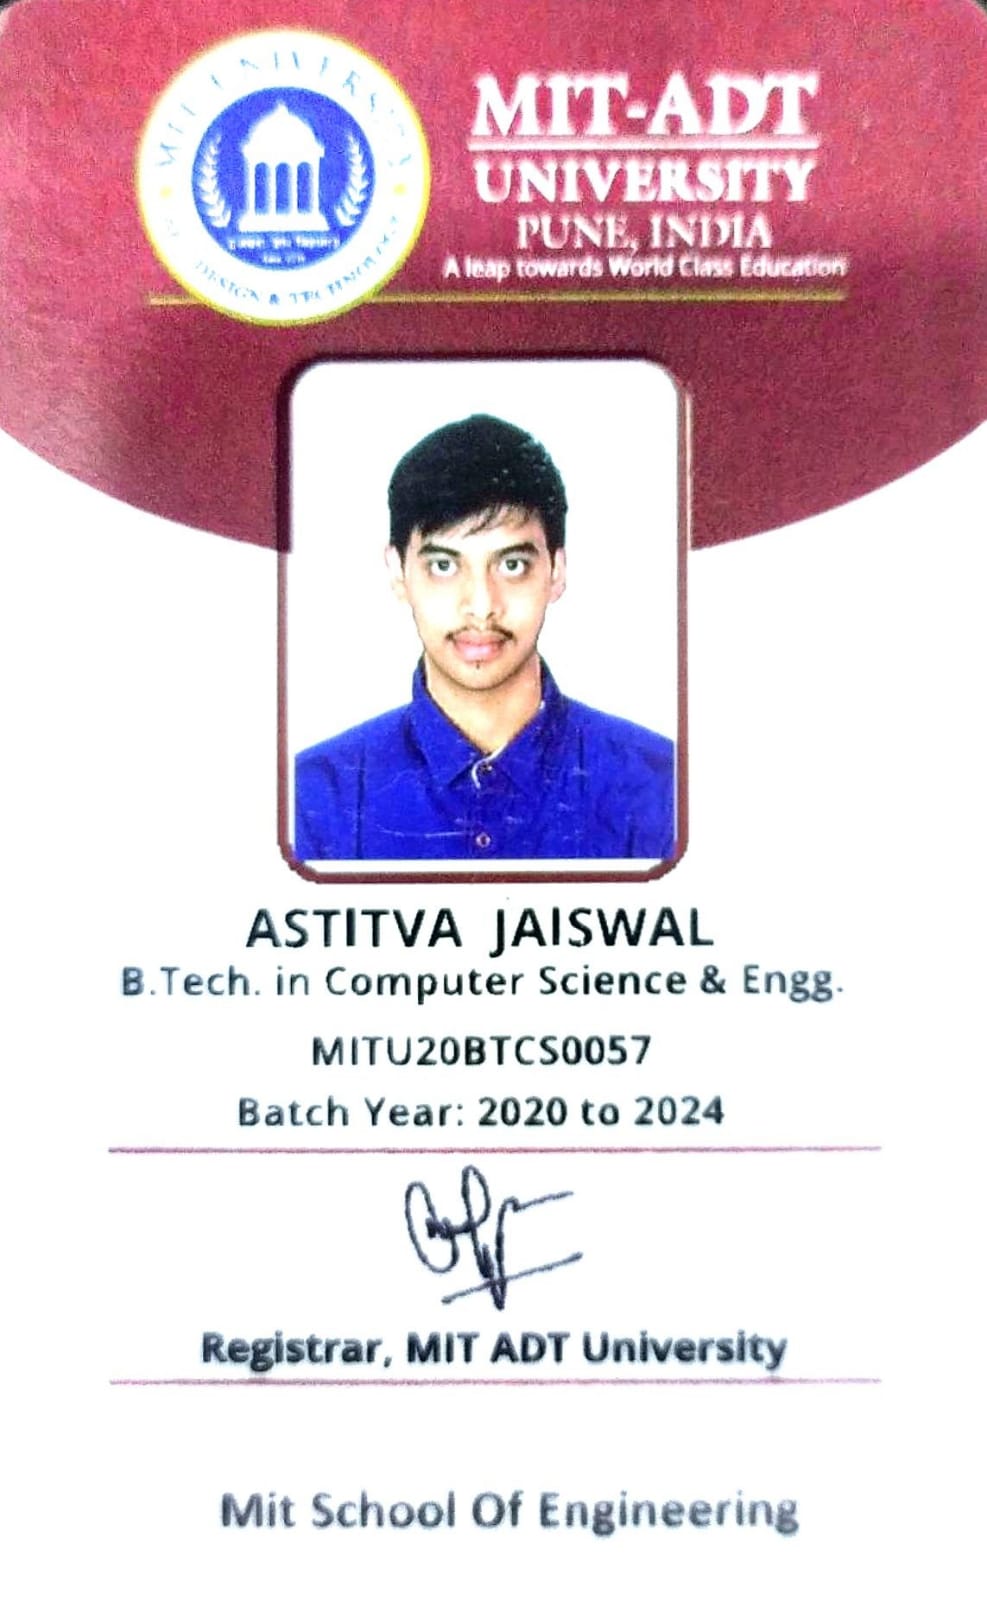 MIT UNIVERSITY
DESIGN & TECHNOLOGY
MIT-ADT
UNIVERSITY
PUNE, INDIA
A leap towards World Class Education
ASTITVA JAISWAL
B.Tech. in Computer Science & Engg.
MITU20BTCS0057
Batch Year: 2020 to 2024
Registrar, MIT ADT University
Mit School Of Engineering